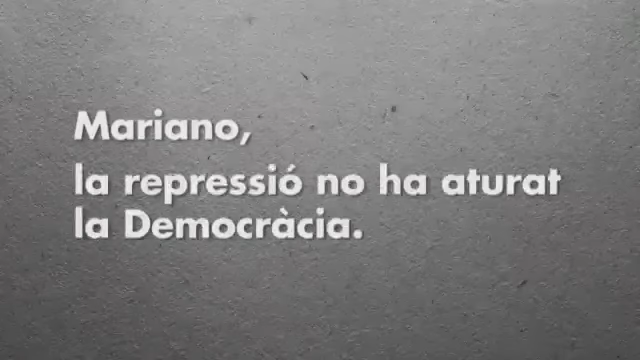 Mariano,
la repressió no ha aturat
la Democràcia.